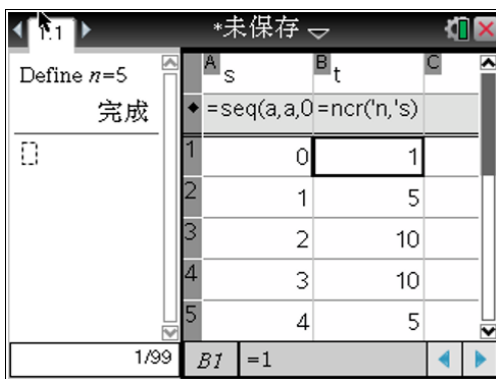 1.1 *未保存
Define n=5
完成
1/99
A s B t C
=seq(a,a,0 =ncr('n,'s)
1 0 1
2 1 5
3 2 10
4 3 10
5 4 5
B1 =1